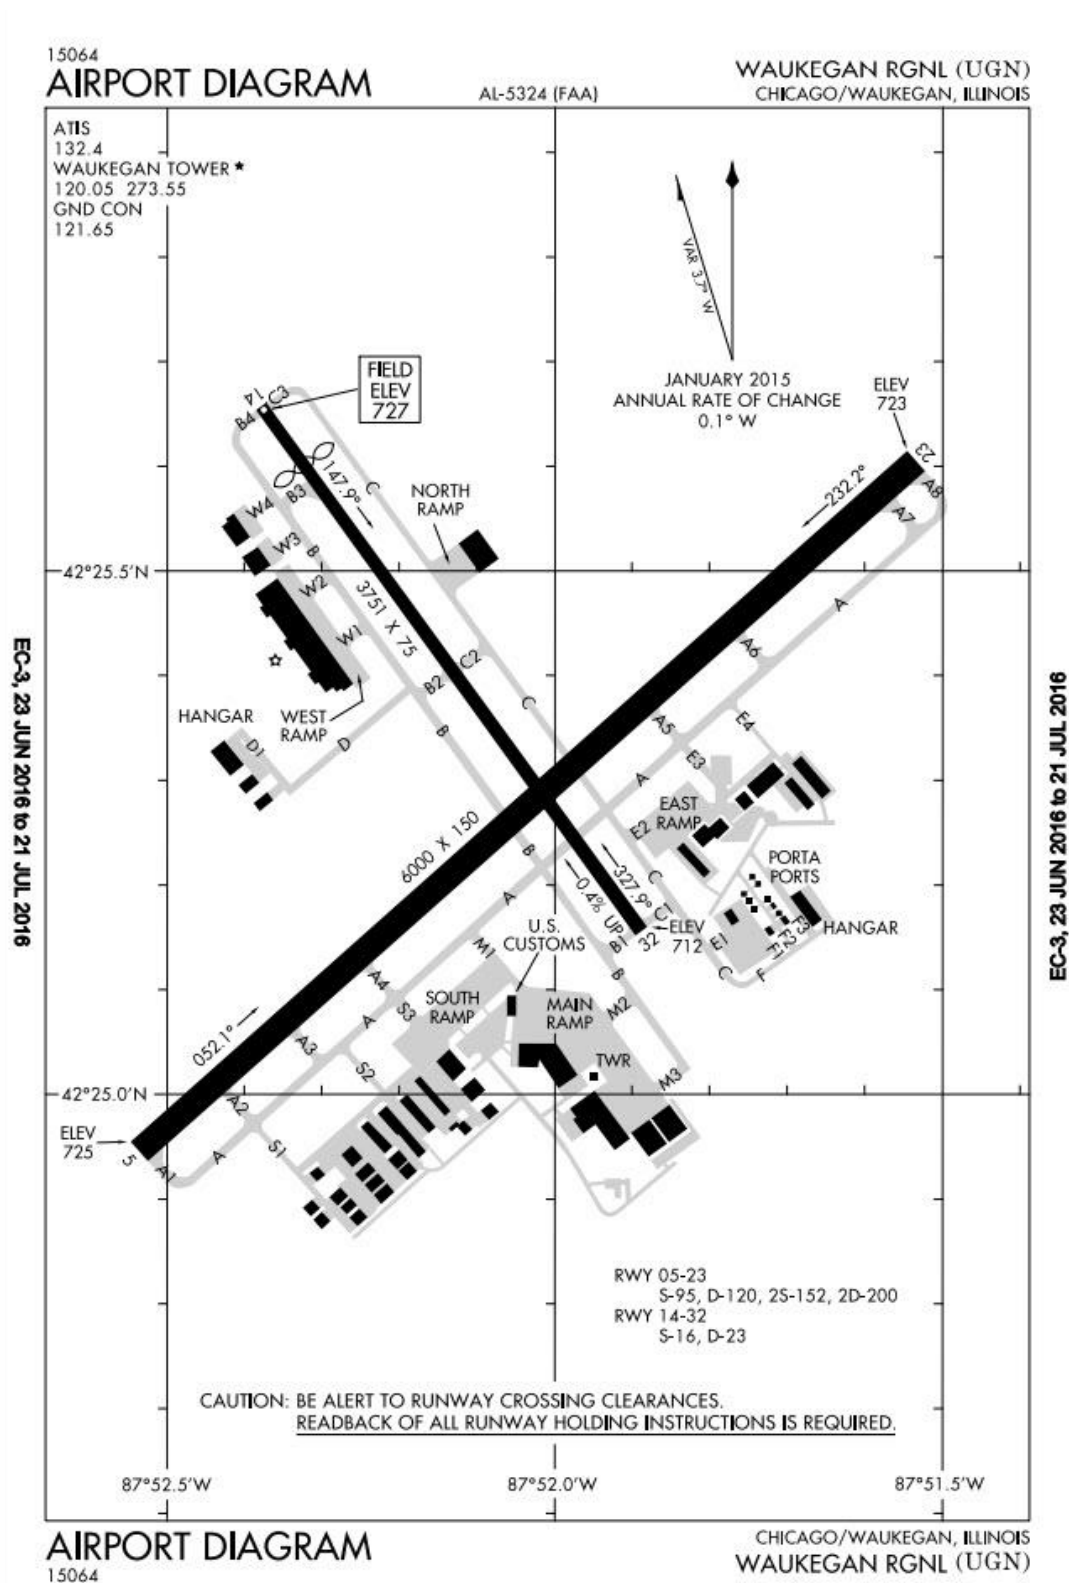 15064
AIRPORT DIAGRAM
AL-5324 (FAA)
WAUKEGAN RGNL (UGN)
CHICAGO/WAUKEGAN, ILLINOIS
ATIS
132.4
WAUKEGAN TOWER ★
120.05 273.55
GND CON
121.65
VAR 3.7° W
JANUARY 2015
ANNUAL RATE OF CHANGE
0.1° W
FIELD
ELEV
727
ELEV
723
14
C3
B4
23
A8
A7
232.2°
147.9°
C
NORTH
RAMP
W4
B3
W3
B
W2
W1
42°25.5'N
3751 X 75
A
A6
C2
B2
C
B
A5
E4
E3
HANGAR
D1
WEST
RAMP
D
A
EAST
RAMP
E2
6000 X 150
B
PORTA
PORTS
327.9°
0.4% UP
C
C1
A
U.S.
CUSTOMS
B1
32
ELEV
712
E1
C
F
F1
F2
F3
HANGAR
M1
B
A4
S3
SOUTH
RAMP
MAIN
RAMP
M2
A
052.1°
A3
S2
TWR
M3
42°25.0'N
A2
ELEV
725
5
A1
A
S1
RWY 05-23
S-95, D-120, 2S-152, 2D-200
RWY 14-32
S-16, D-23
CAUTION: BE ALERT TO RUNWAY CROSSING CLEARANCES.
READBACK OF ALL RUNWAY HOLDING INSTRUCTIONS IS REQUIRED.
87°52.5'W
87°52.0'W
87°51.5'W
EC-3, 23 JUN 2016 to 21 JUL 2016
EC-3, 23 JUN 2016 to 21 JUL 2016
AIRPORT DIAGRAM
15064
CHICAGO/WAUKEGAN, ILLINOIS
WAUKEGAN RGNL (UGN)